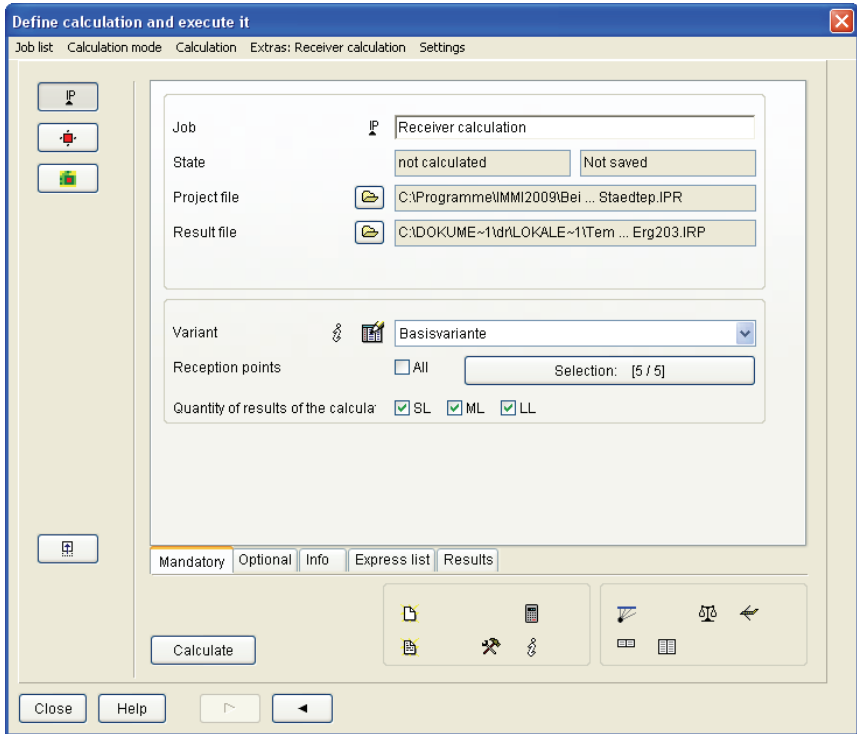 Define calculation and execute it
Job list Calculation mode Calculation Extras: Receiver calculation Settings
IP
Job IP Receiver calculation
State not calculated Not saved
Project file C:\Programme\IMMI2009\Bei ... Staedtep.IPR
Result file C:\DOKUME~1\dr\LOKALE~1\Tem ... Erg203.IRP
Variant Basisvariante
Reception points All Selection: [5 / 5]
Quantity of results of the calcula SL ML LL
Mandatory Optional Info Express list Results
Calculate
Close Help